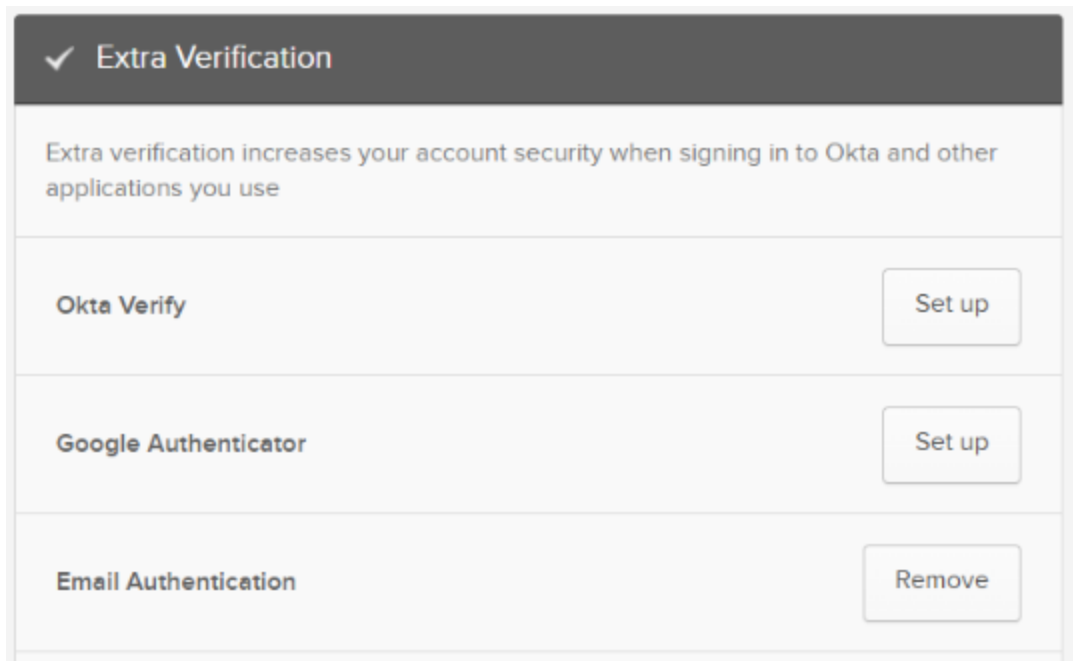 Extra Verification
Extra verification increases your account security when signing in to Okta and other
applications you use
Okta Verify
Set up
Google Authenticator
Set up
Email Authentication
Remove